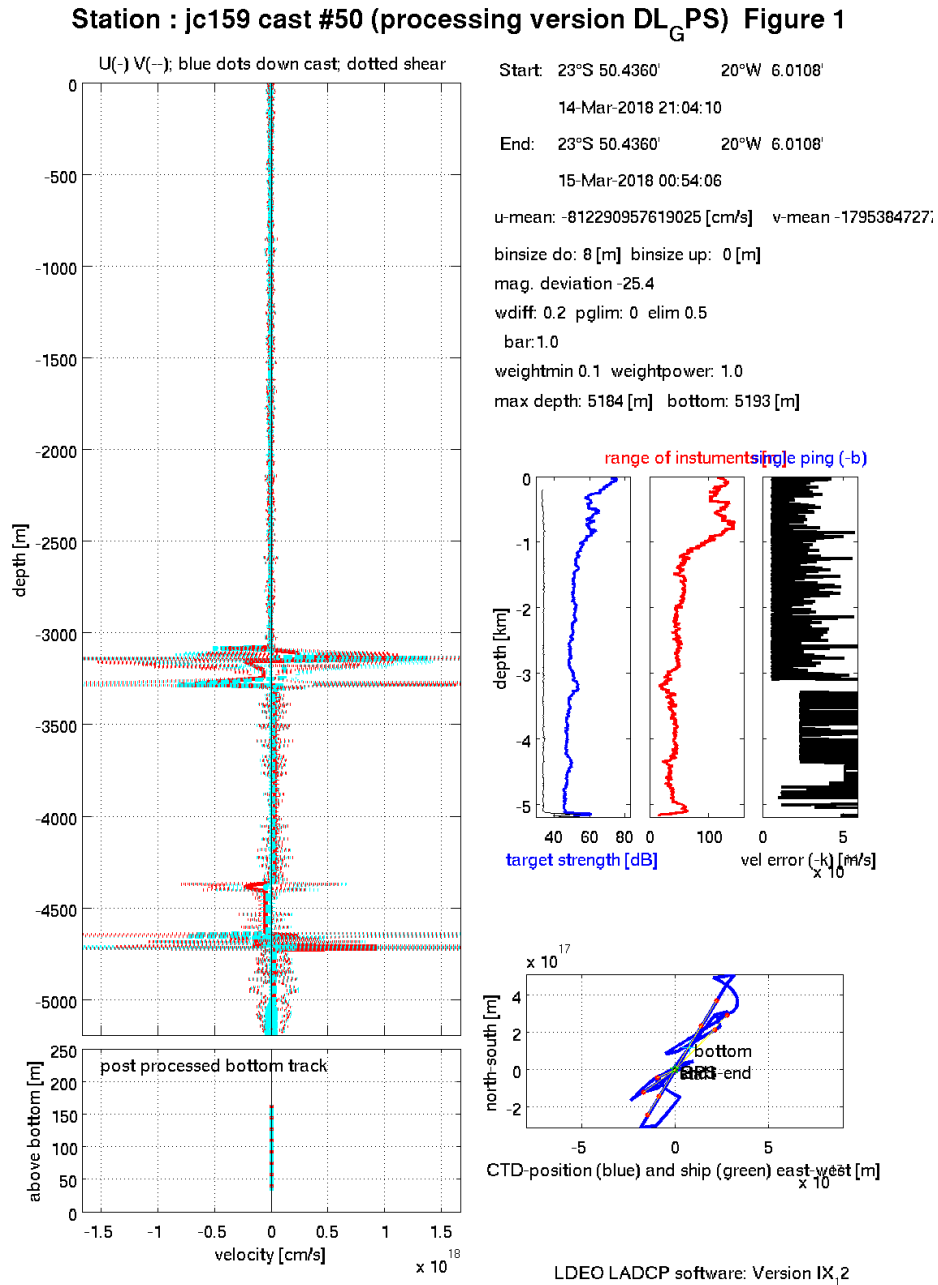 Station : jc159 cast #50 (processing version DL_GPS) Figure 1
U(-) V(--); blue dots down cast; dotted shear
Start: 23°S 50.4360' 20°W 6.0108'
14-Mar-2018 21:04:10
End: 23°S 50.4360' 20°W 6.0108'
15-Mar-2018 00:54:06
u-mean: -812290957619025 [cm/s] v-mean -1795384727
binsize do: 8 [m] binsize up: 0 [m]
mag. deviation -25.4
wdiff: 0.2 pglim: 0 elim 0.5
bar:1.0
weightmin 0.1 weightpower: 1.0
max depth: 5184 [m] bottom: 5193 [m]
0
-500
-1000
-1500
-2000
-2500
-3000
-3500
-4000
-4500
-5000
depth [m]
range of instuments [m]
single ping (-b)
0
-1
-2
-3
-4
-5
depth [km]
40 60 80
0 100
0 5
target strength [dB]
vel error (-k) [m/s]
x 10
x 10^17
4
2
0
-2
north-south [m]
bottom
start-end
-5 0 5
CTD-position (blue) and ship (green) east-west [m]
x 10
post processed bottom track
250
200
150
100
50
0
above bottom [m]
-1.5 -1 -0.5 0 0.5 1 1.5
velocity [cm/s]
x 10^18
LDEO LADCP software: Version IX_12